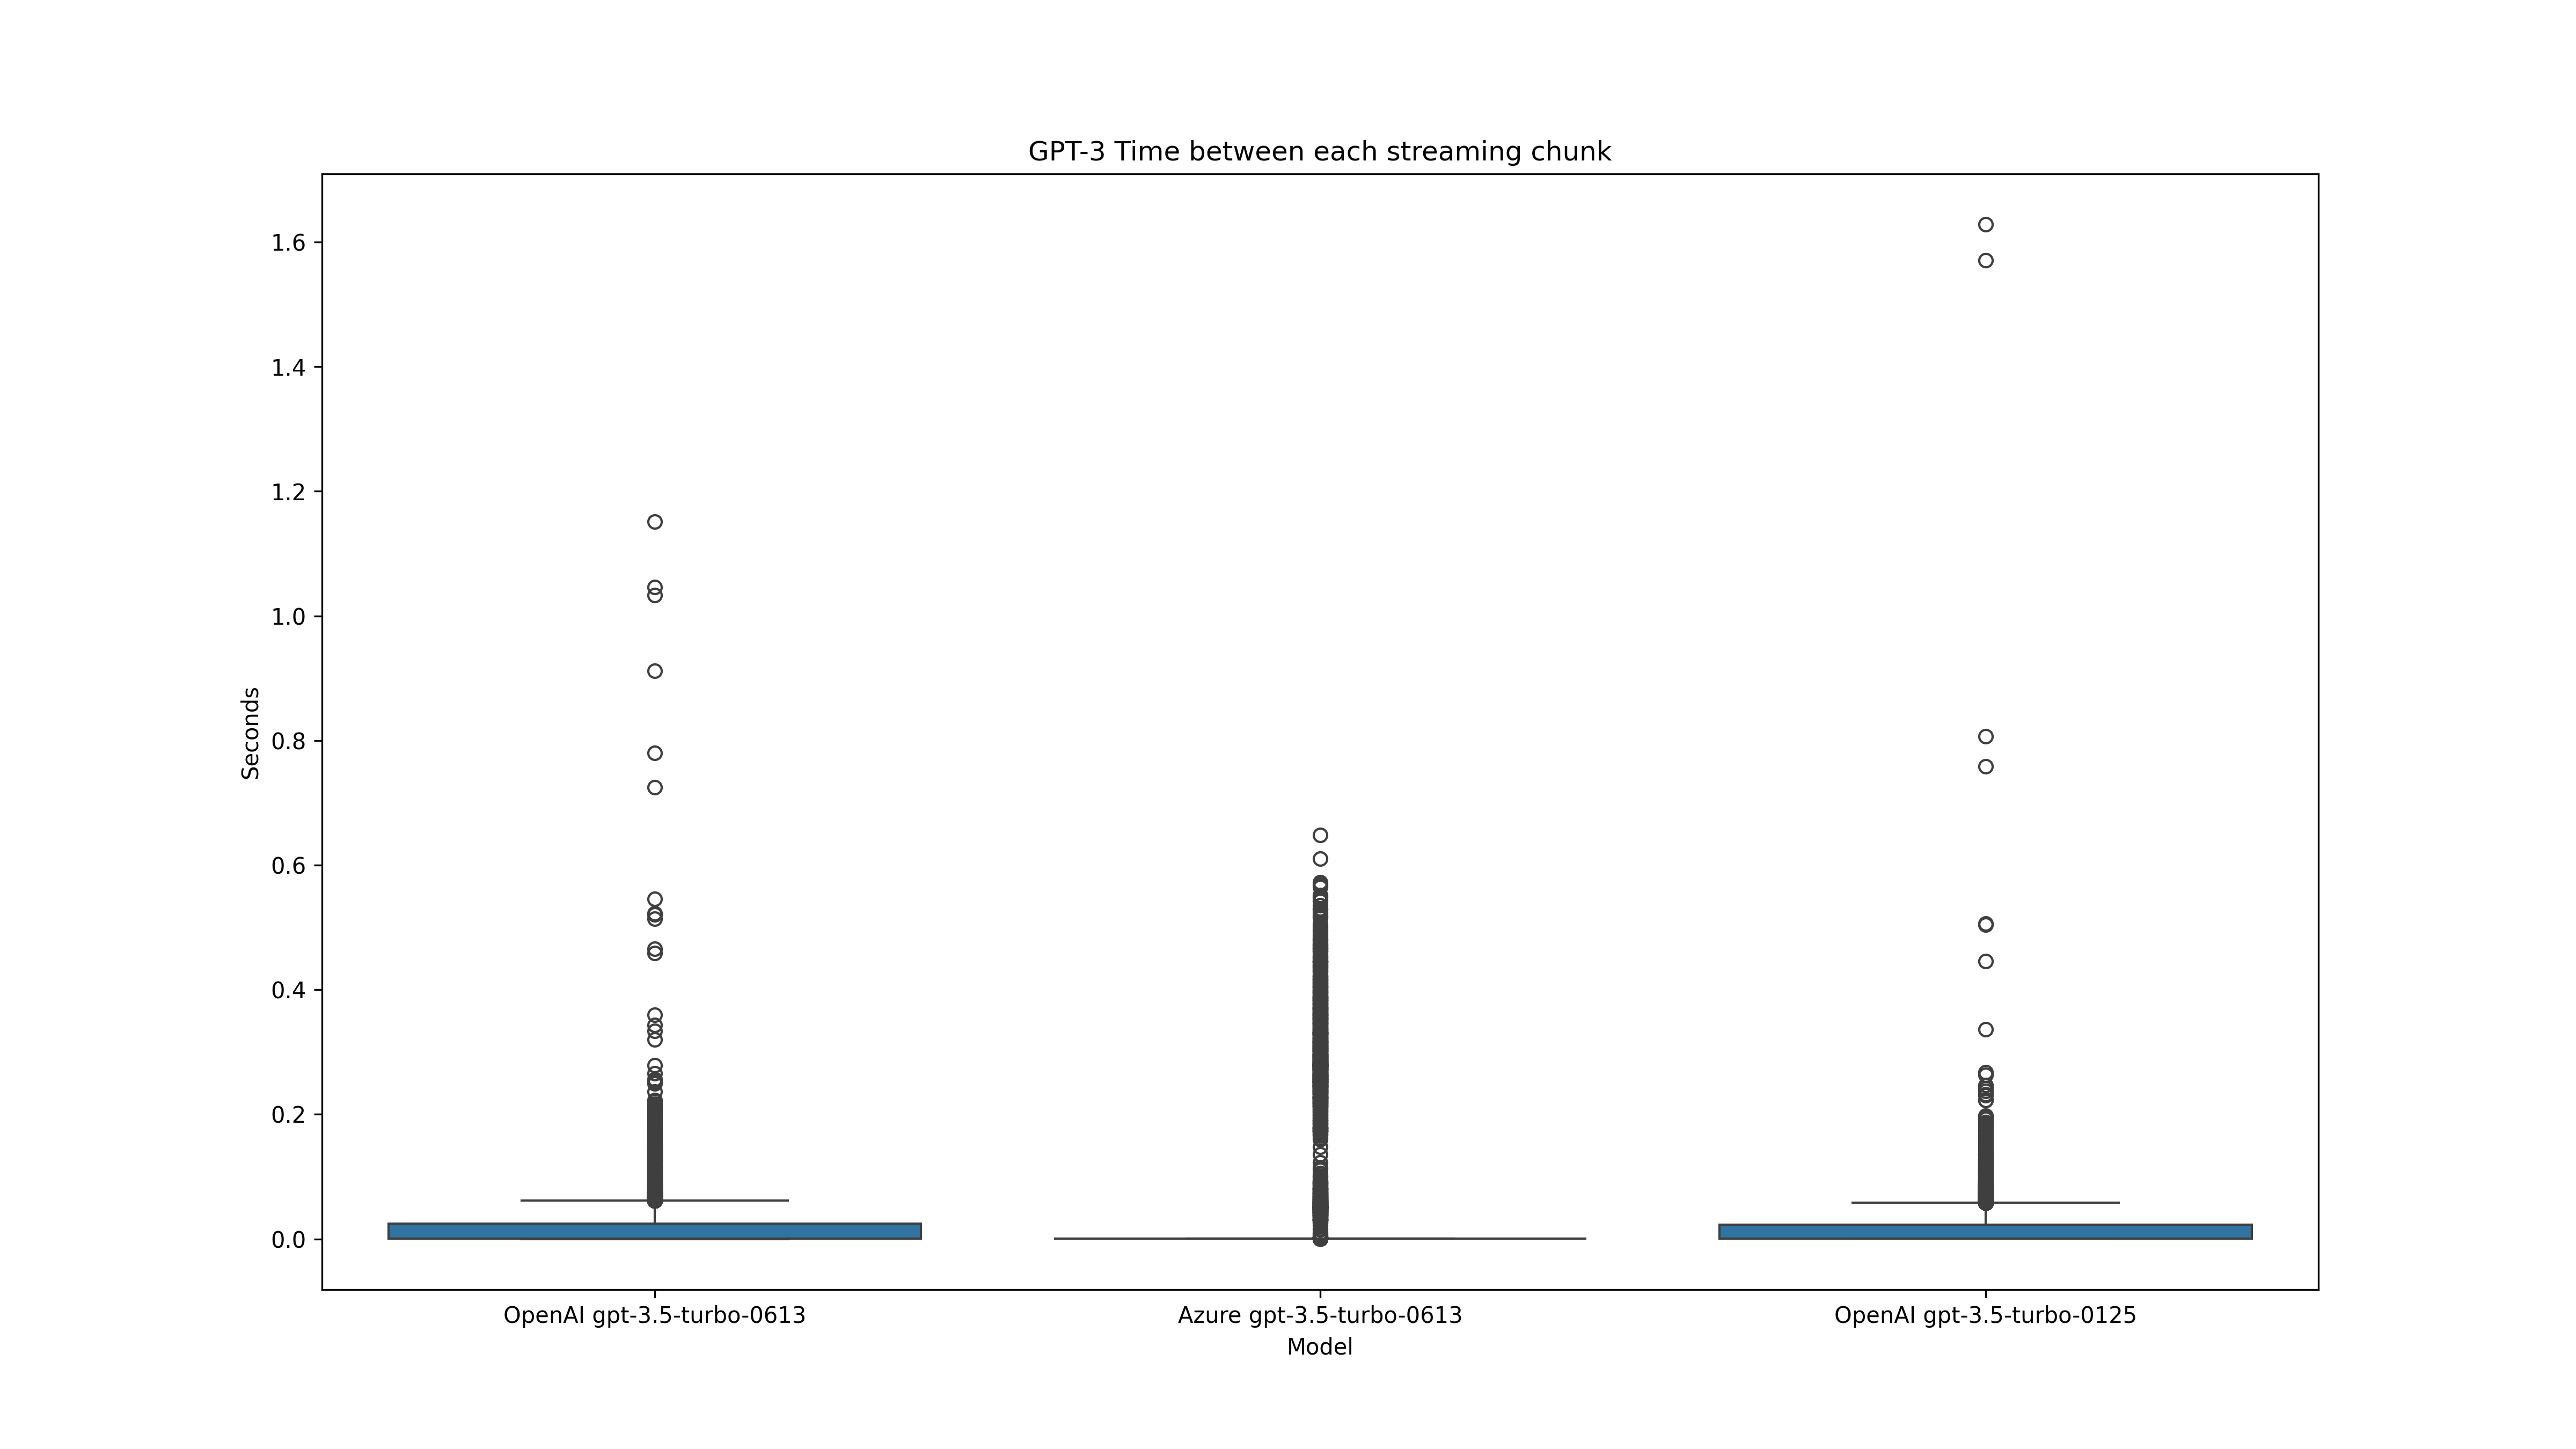 GPT-3 Time between each streaming chunk
Seconds
1.6
1.4
1.2
1.0
0.8
0.6
0.4
0.2
0.0
OpenAI gpt-3.5-turbo-0613
Azure gpt-3.5-turbo-0613
OpenAI gpt-3.5-turbo-0125
Model